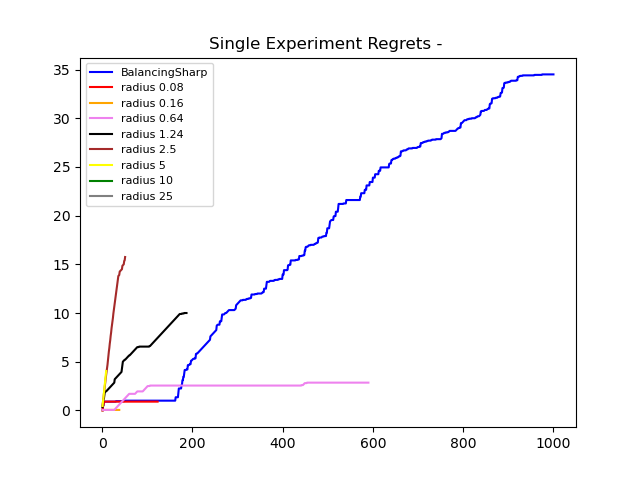 Single Experiment Regrets -
35
30
25
20
15
10
5
0
BalancingSharp
radius 0.08
radius 0.16
radius 0.64
radius 1.24
radius 2.5
radius 5
radius 10
radius 25
0 200 400 600 800 1000